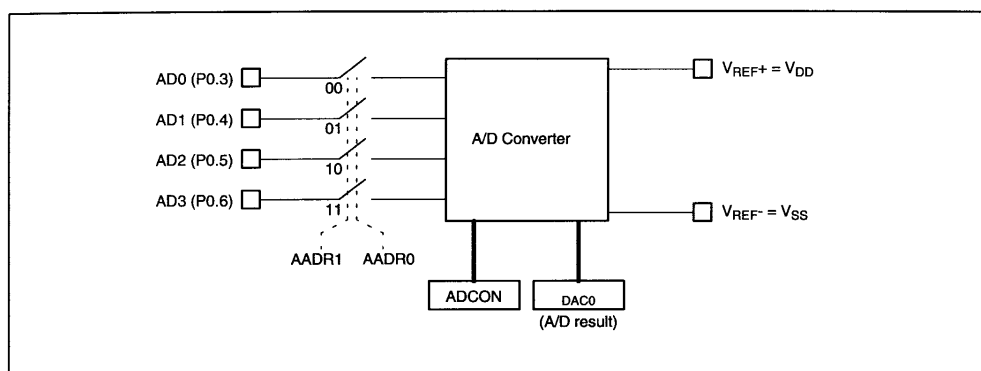 AD0 (P0.3)
00
AD1 (P0.4)
01
AD2 (P0.5)
10
AD3 (P0.6)
11
AADR1 AADR0
A/D Converter
VREF+ = VDD
VREF- = VSS
ADCON
DAC0
(A/D result)